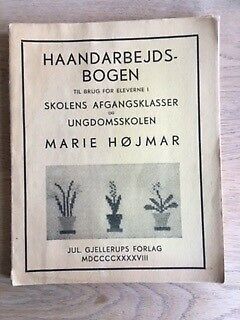 HAANDARBEJDS-
BOGEN
TIL BRUG FOR ELEVERNE I
SKOLENS AFGANGSKLASSER
OG
UNGDOMSSKOLEN
MARIE HØJMAR
JUL. GJELLERUPS FORLAG
MDCCCCXXXXVIII